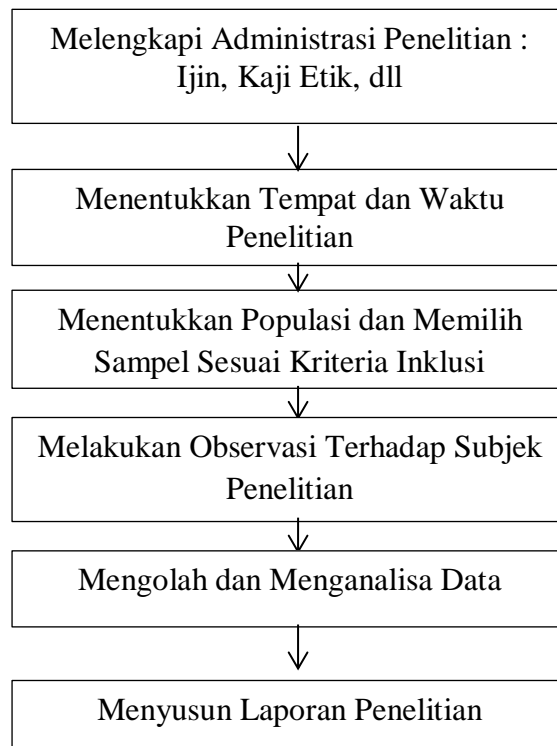 Melengkapi Administrasi Penelitian :
Ijin, Kaji Etik, dll
Menentukkan Tempat dan Waktu
Penelitian
Menentukkan Populasi dan Memilih
Sampel Sesuai Kriteria Inklusi
Melakukan Observasi Terhadap Subjek
Penelitian
Mengolah dan Menganalisa Data
Menyusun Laporan Penelitian